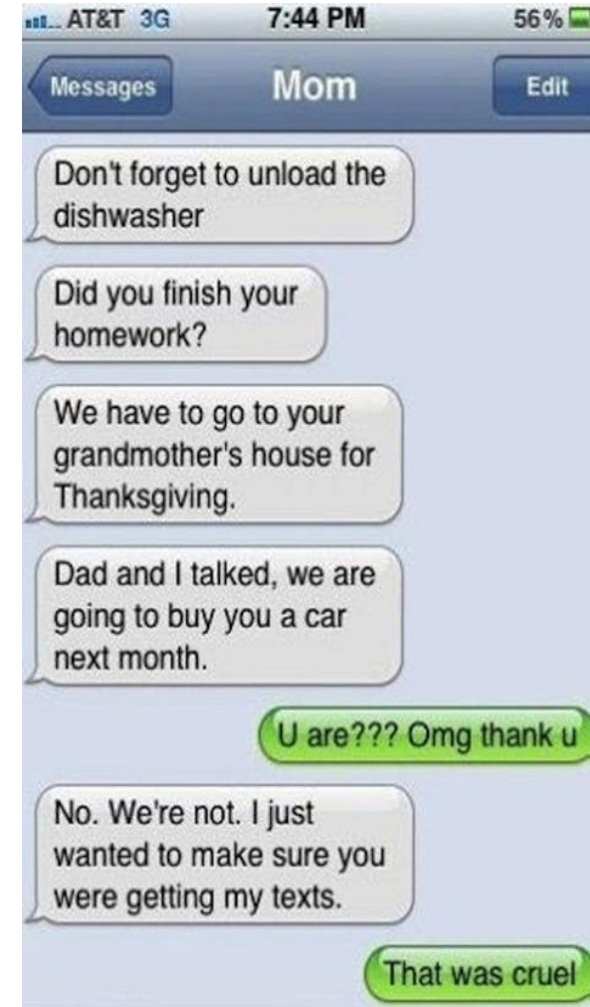 AT&T 3G 7:44 PM 56%
Messages Mom Edit
Don't forget to unload the
dishwasher
Did you finish your
homework?
We have to go to your
grandmother's house for
Thanksgiving.
Dad and I talked, we are
going to buy you a car
next month.
U are??? Omg thank u
No. We're not. I just
wanted to make sure you
were getting my texts.
That was cruel